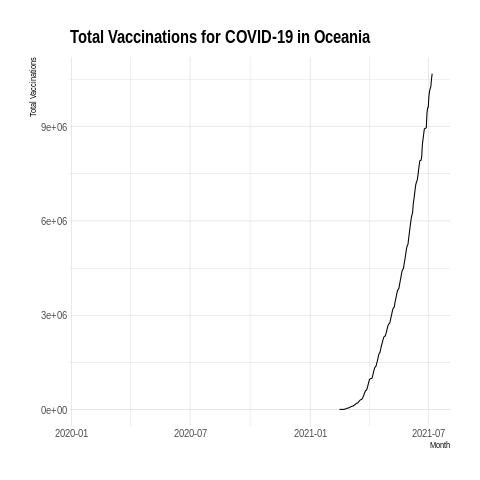 Total Vaccinations for COVID-19 in Oceania
Total Vaccinations
9e+06
6e+06
3e+06
0e+00
2020-01 2020-07 2021-01 2021-07
Month